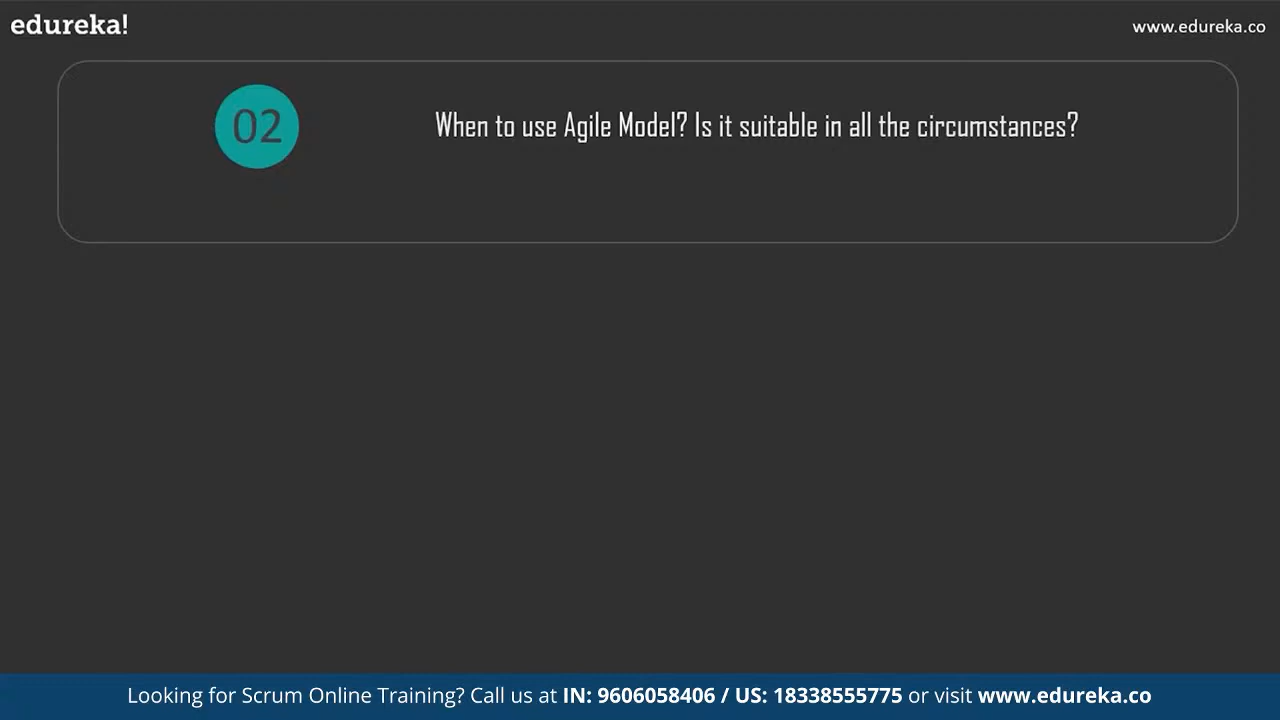 edureka!
www.edureka.co
02
When to use Agile Model? Is it suitable in all the circumstances?
Looking for Scrum Online Training? Call us at IN: 9606058406 / US: 18338555775 or visit www.edureka.co